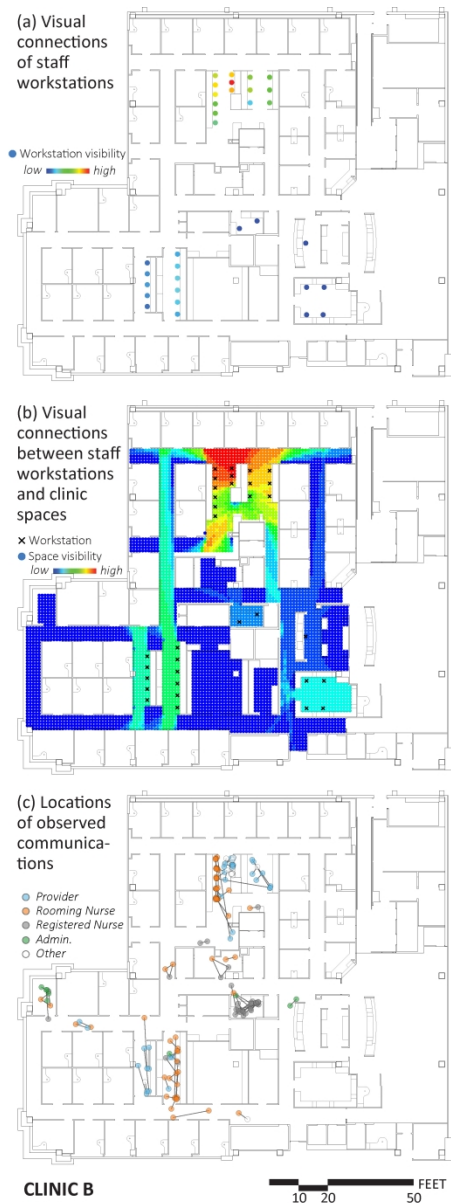 (a) Visual
connections
of staff
workstations
Workstation visibility
low high
(b) Visual
connections
between staff
workstations
and clinic
spaces
× Workstation
Space visibility
low high
(c) Locations
of observed
communica-
tions
Provider
Rooming Nurse
Registered Nurse
Admin.
Other
CLINIC B
FEET
10 20 50